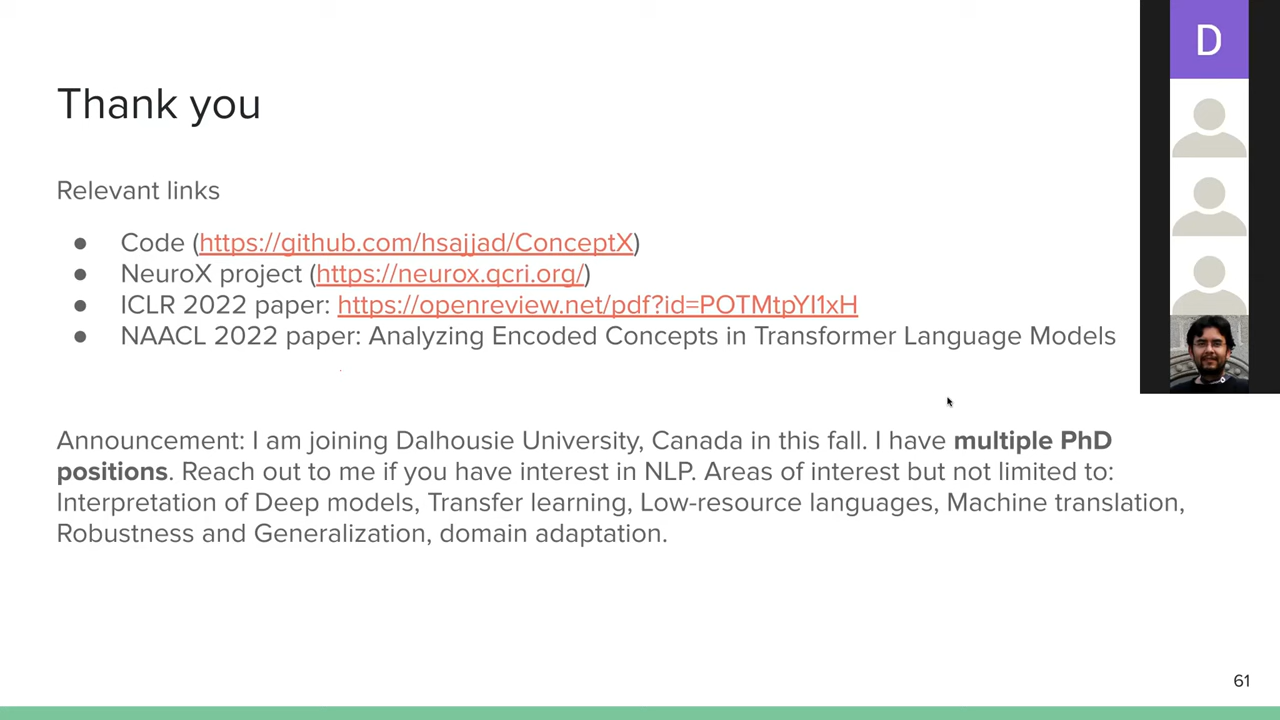 Thank you
Relevant links
● Code (https://github.com/hsajjad/ConceptX)
● NeuroX project (https://neurox.qcri.org/)
● ICLR 2022 paper: https://openreview.net/pdf?id=POTMtpYI1xH
● NAACL 2022 paper: Analyzing Encoded Concepts in Transformer Language Models
Announcement: I am joining Dalhousie University, Canada in this fall. I have multiple PhD
positions. Reach out to me if you have interest in NLP. Areas of interest but not limited to:
Interpretation of Deep models, Transfer learning, Low-resource languages, Machine translation,
Robustness and Generalization, domain adaptation.
61
D